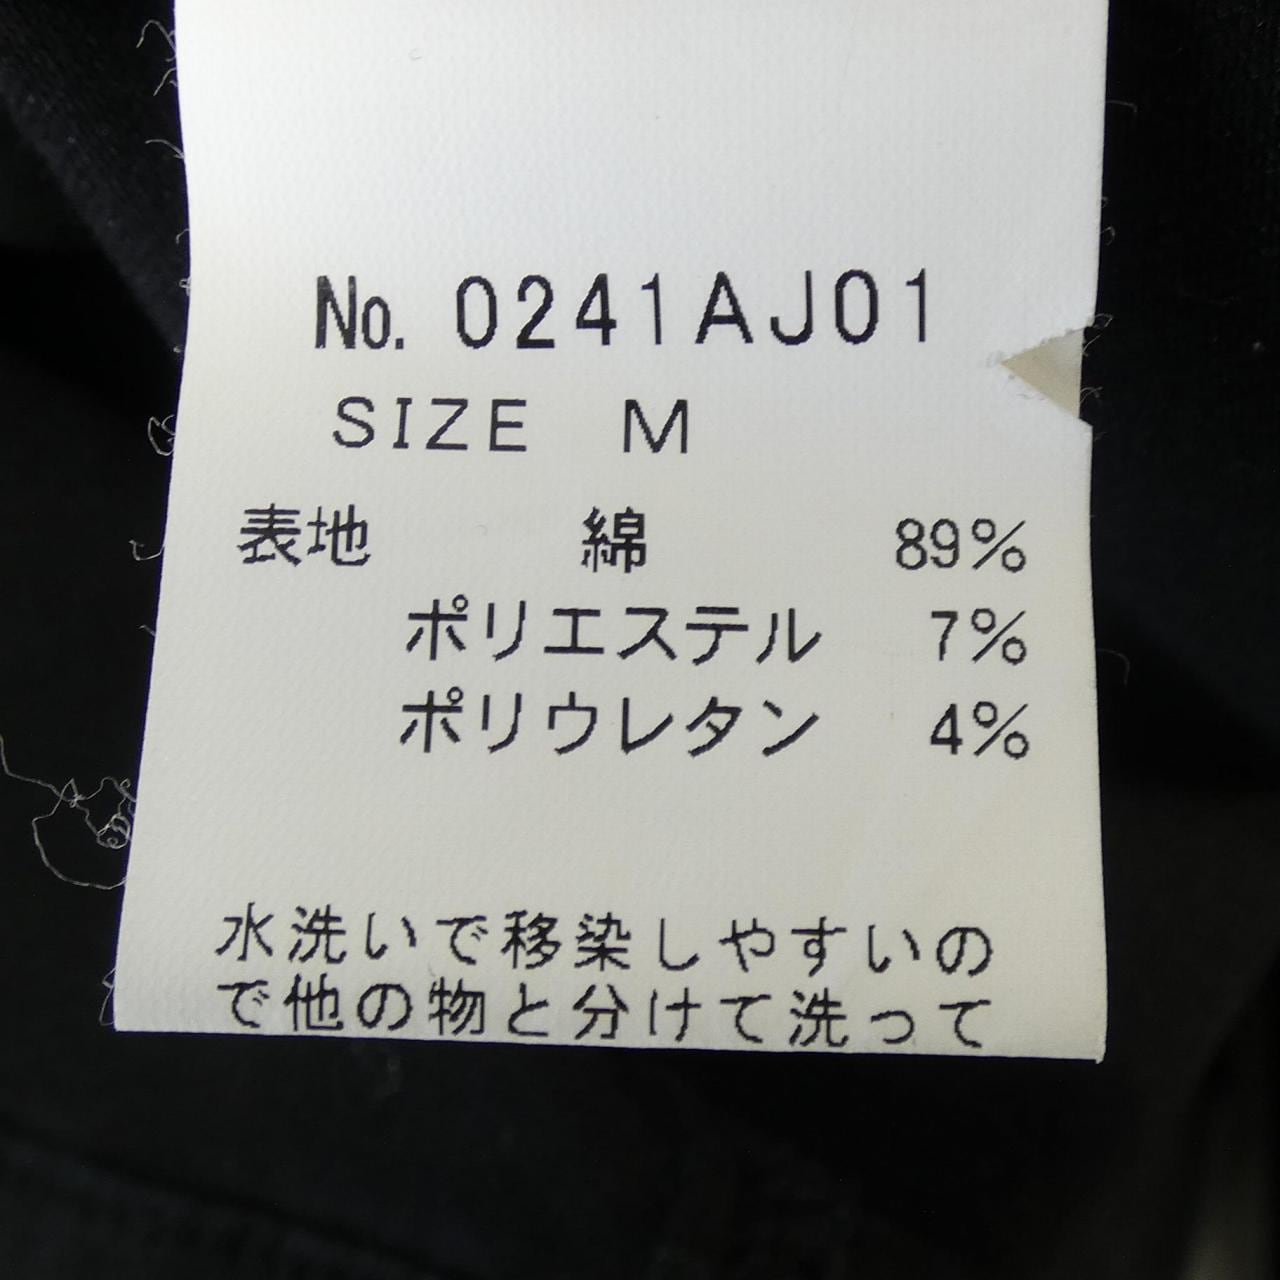 No. 0241AJ01
SIZE M
表地 綿 89%
ポリエステル 7%
ポリウレタン 4%
水洗いで移染しやすいの
で他の物と分けて洗って